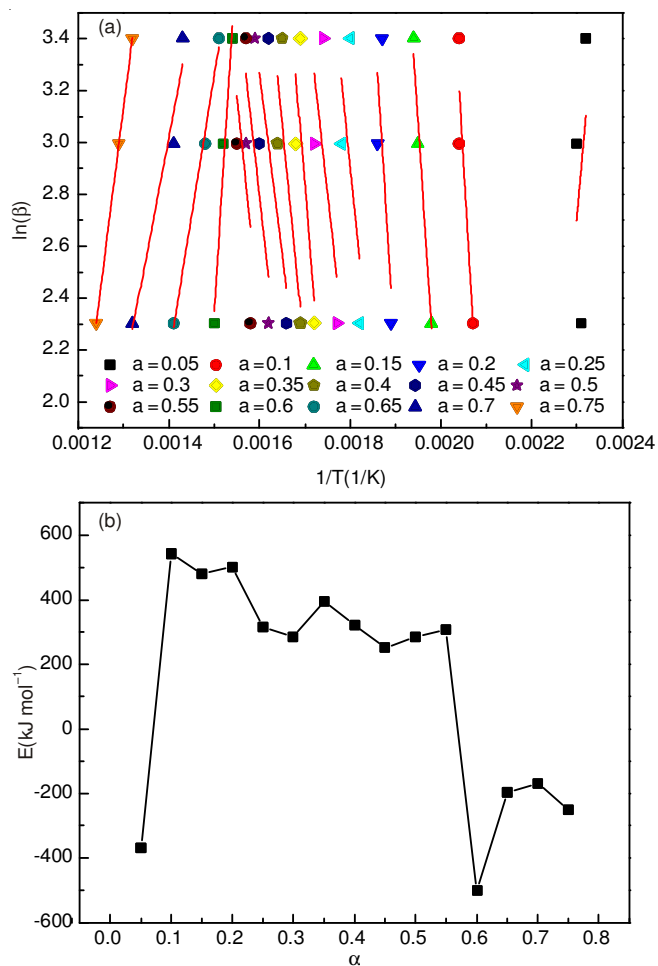 (a)
3.4
3.2
3.0
2.8
2.6
2.4
2.2
2.0
ln(β)
a = 0.05 a = 0.1 a = 0.15 a = 0.2 a = 0.25
a = 0.3 a = 0.35 a = 0.4 a = 0.45 a = 0.5
a = 0.55 a = 0.6 a = 0.65 a = 0.7 a = 0.75
0.0012 0.0014 0.0016 0.0018 0.0020 0.0022 0.0024
1/T(1/K)
(b)
600
400
200
0
-200
-400
-600
E(kJ mol⁻¹)
0.0 0.1 0.2 0.3 0.4 0.5 0.6 0.7 0.8
α